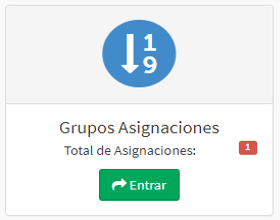 1
9
Grupos Asignaciones
Total de Asignaciones: 1
Entrar